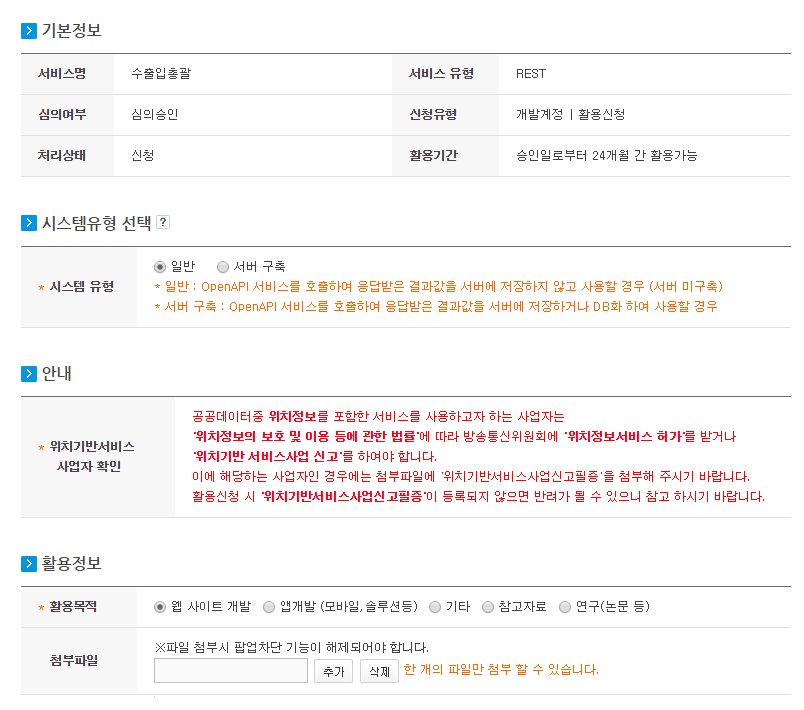 기본정보
서비스명 수출입총괄 서비스 유형 REST
심의여부 심의승인 신청유형 개발계정 | 활용신청
처리상태 신청 활용기간 승인일로부터 24개월 간 활용가능
시스템유형 선택 ?
* 시스템 유형
일반 서버 구축
* 일반 : OpenAPI 서비스를 호출하여 응답받은 결과값을 서버에 저장하지 않고 사용할 경우 (서버 미구축)
* 서버 구축 : OpenAPI 서비스를 호출하여 응답받은 결과값을 서버에 저장하거나 DB화 하여 사용할 경우
안내
* 위치기반서비스
사업자 확인
공공데이터중 위치정보를 포함한 서비스를 사용하고자 하는 사업자는
'위치정보의 보호 및 이용 등에 관한 법률'에 따라 방송통신위원회에 '위치정보서비스 허가'를 받거나
'위치기반 서비스사업 신고'를 하여야 합니다.
이에 해당하는 사업자인 경우에는 첨부파일에 '위치기반서비스사업신고필증'을 첨부해 주시기 바랍니다.
활용신청 시 '위치기반서비스사업신고필증'이 등록되지 않으면 반려가 될 수 있으니 참고 하시기 바랍니다.
활용정보
* 활용목적 웹 사이트 개발 앱개발 (모바일,솔루션등) 기타 참고자료 연구(논문 등)
첨부파일
※파일 첨부시 팝업차단 기능이 해제되어야 합니다.
추가 삭제 한 개의 파일만 첨부 할 수 있습니다.